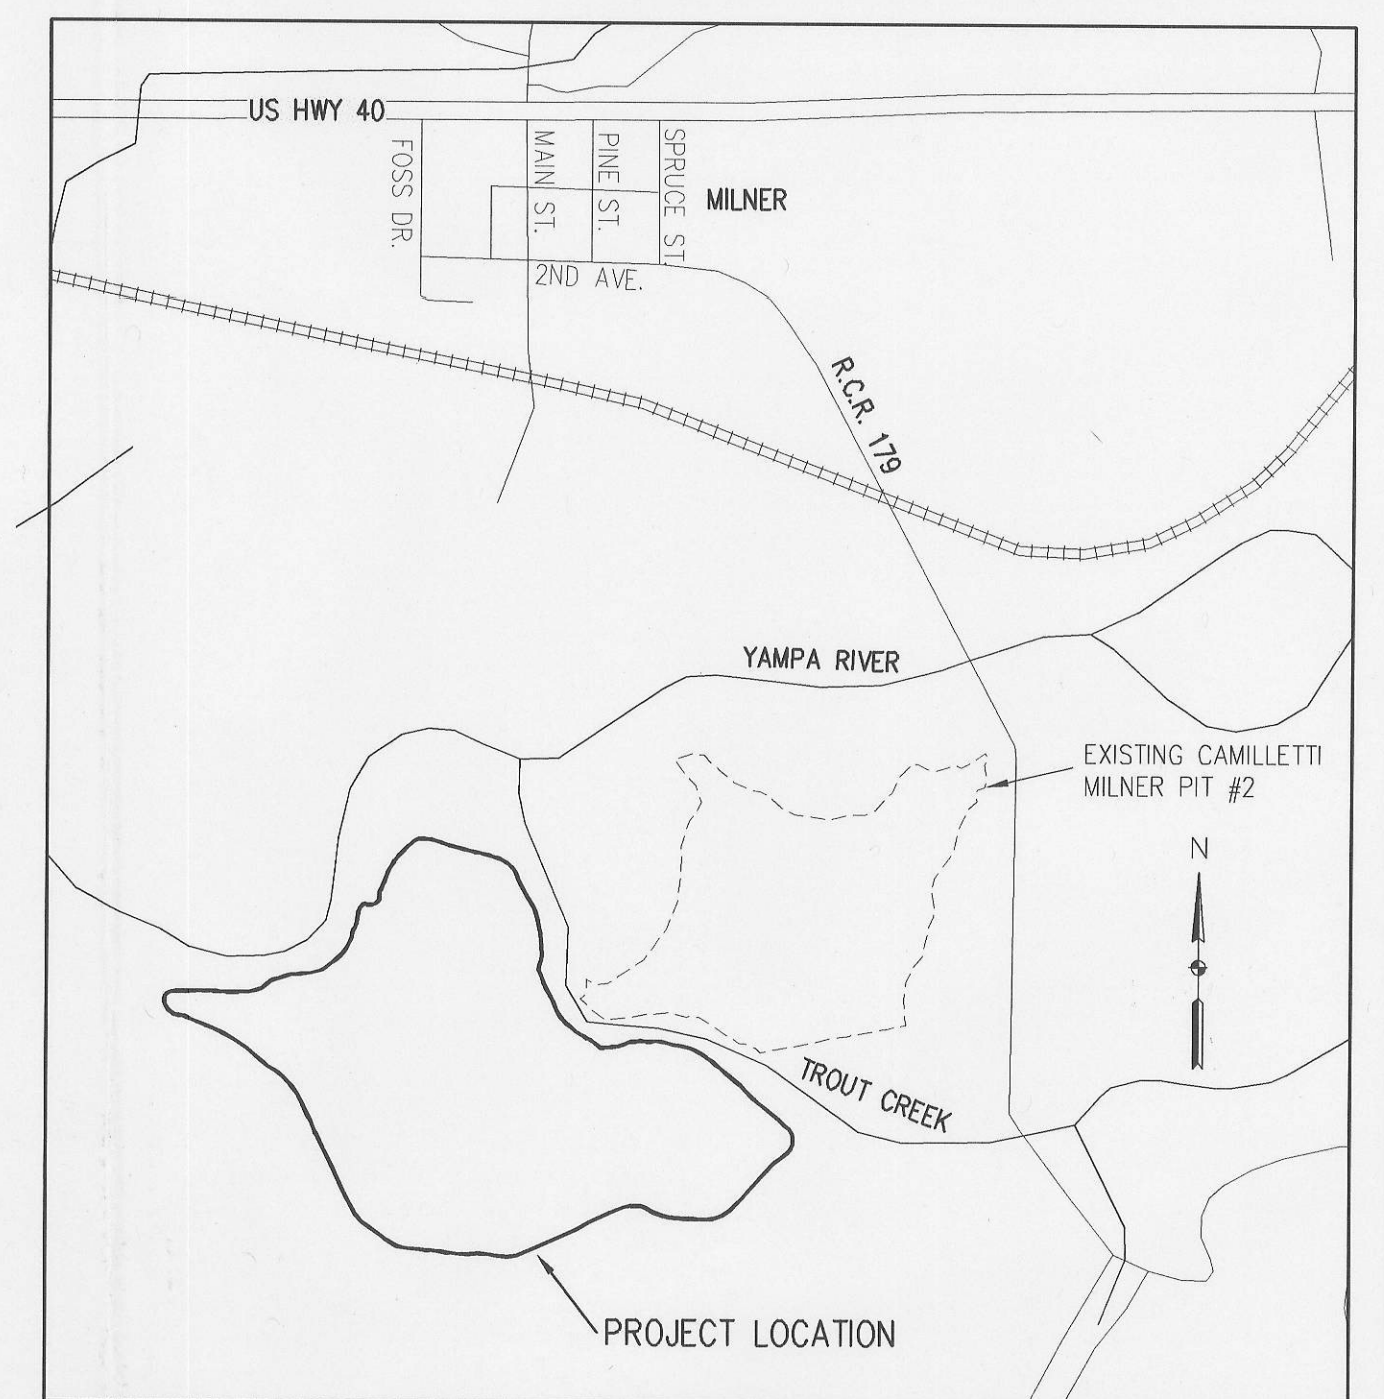 US HWY 40
FOSS DR.
MAIN ST.
PINE ST.
SPRUCE ST.
MILNER
2ND AVE.
R.C.R. 179
YAMPA RIVER
EXISTING CAMILLETTI
MILNER PIT #2
N
TROUT CREEK
PROJECT LOCATION